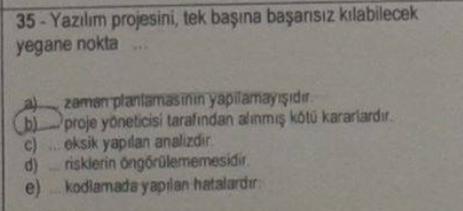 35 - Yazılım projesini, tek başına başarısız kılabilecek
yegane nokta ...
a) ... zaman planlamasının yapılamayışıdır.
b) ... proje yöneticisi tarafından alınmış kötü kararlardır.
c) ... eksik yapılan analizdir.
d) ... risklerin öngörülememesidir.
e) ... kodlamada yapılan hatalardır.